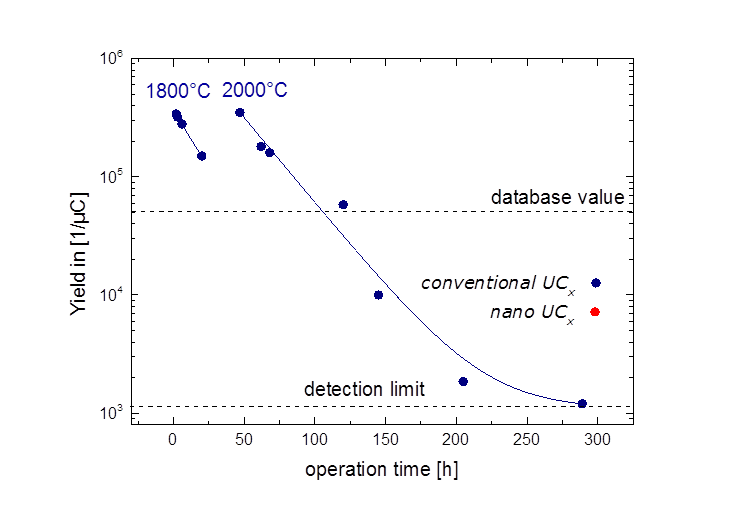 10⁶
1800°C 2000°C
10⁵
database value
Yield in [1/µC]
conventional UCₓ
10⁴
nano UCₓ
detection limit
10³
0 50 100 150 200 250 300
operation time [h]